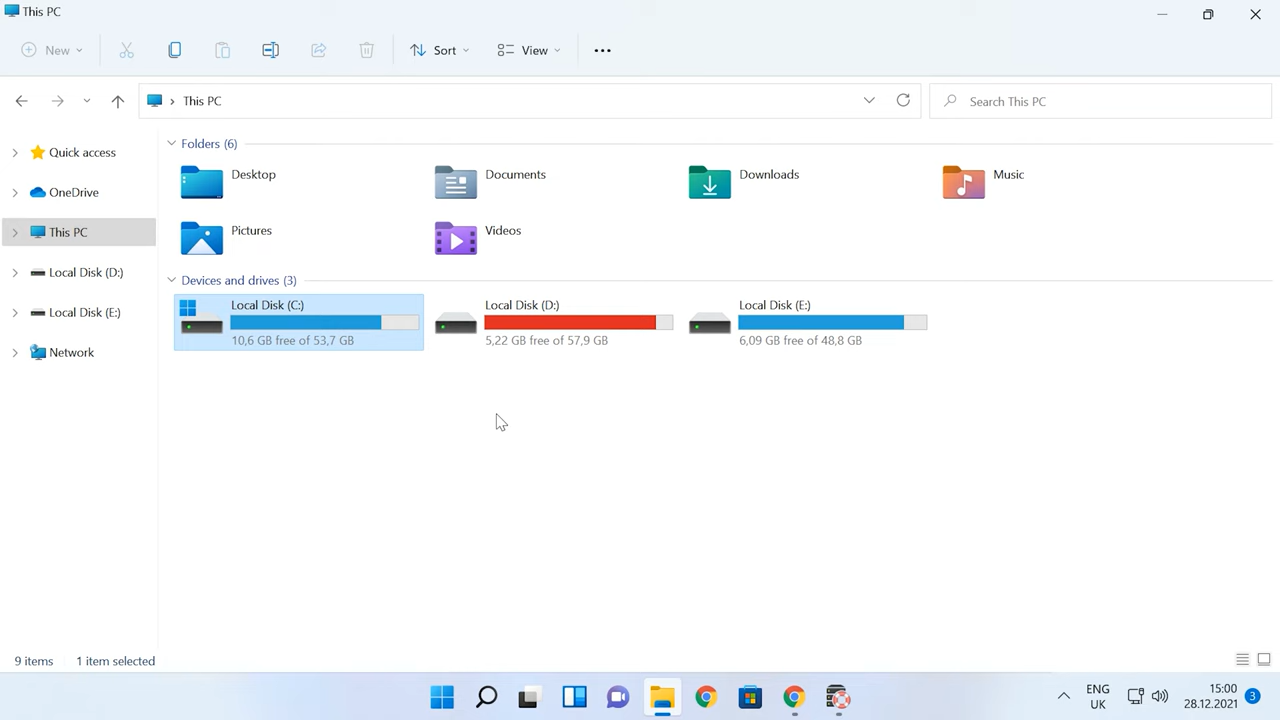 This PC
New
Sort
View
This PC
Search This PC
Quick access
OneDrive
This PC
Local Disk (D:)
Local Disk (E:)
Network
Folders (6)
Desktop
Documents
Downloads
Music
Pictures
Videos
Devices and drives (3)
Local Disk (C:)
10,6 GB free of 53,7 GB
Local Disk (D:)
5,22 GB free of 57,9 GB
Local Disk (E:)
6,09 GB free of 48,8 GB
9 items
1 item selected
ENG
UK
15:00
28.12.2021
3